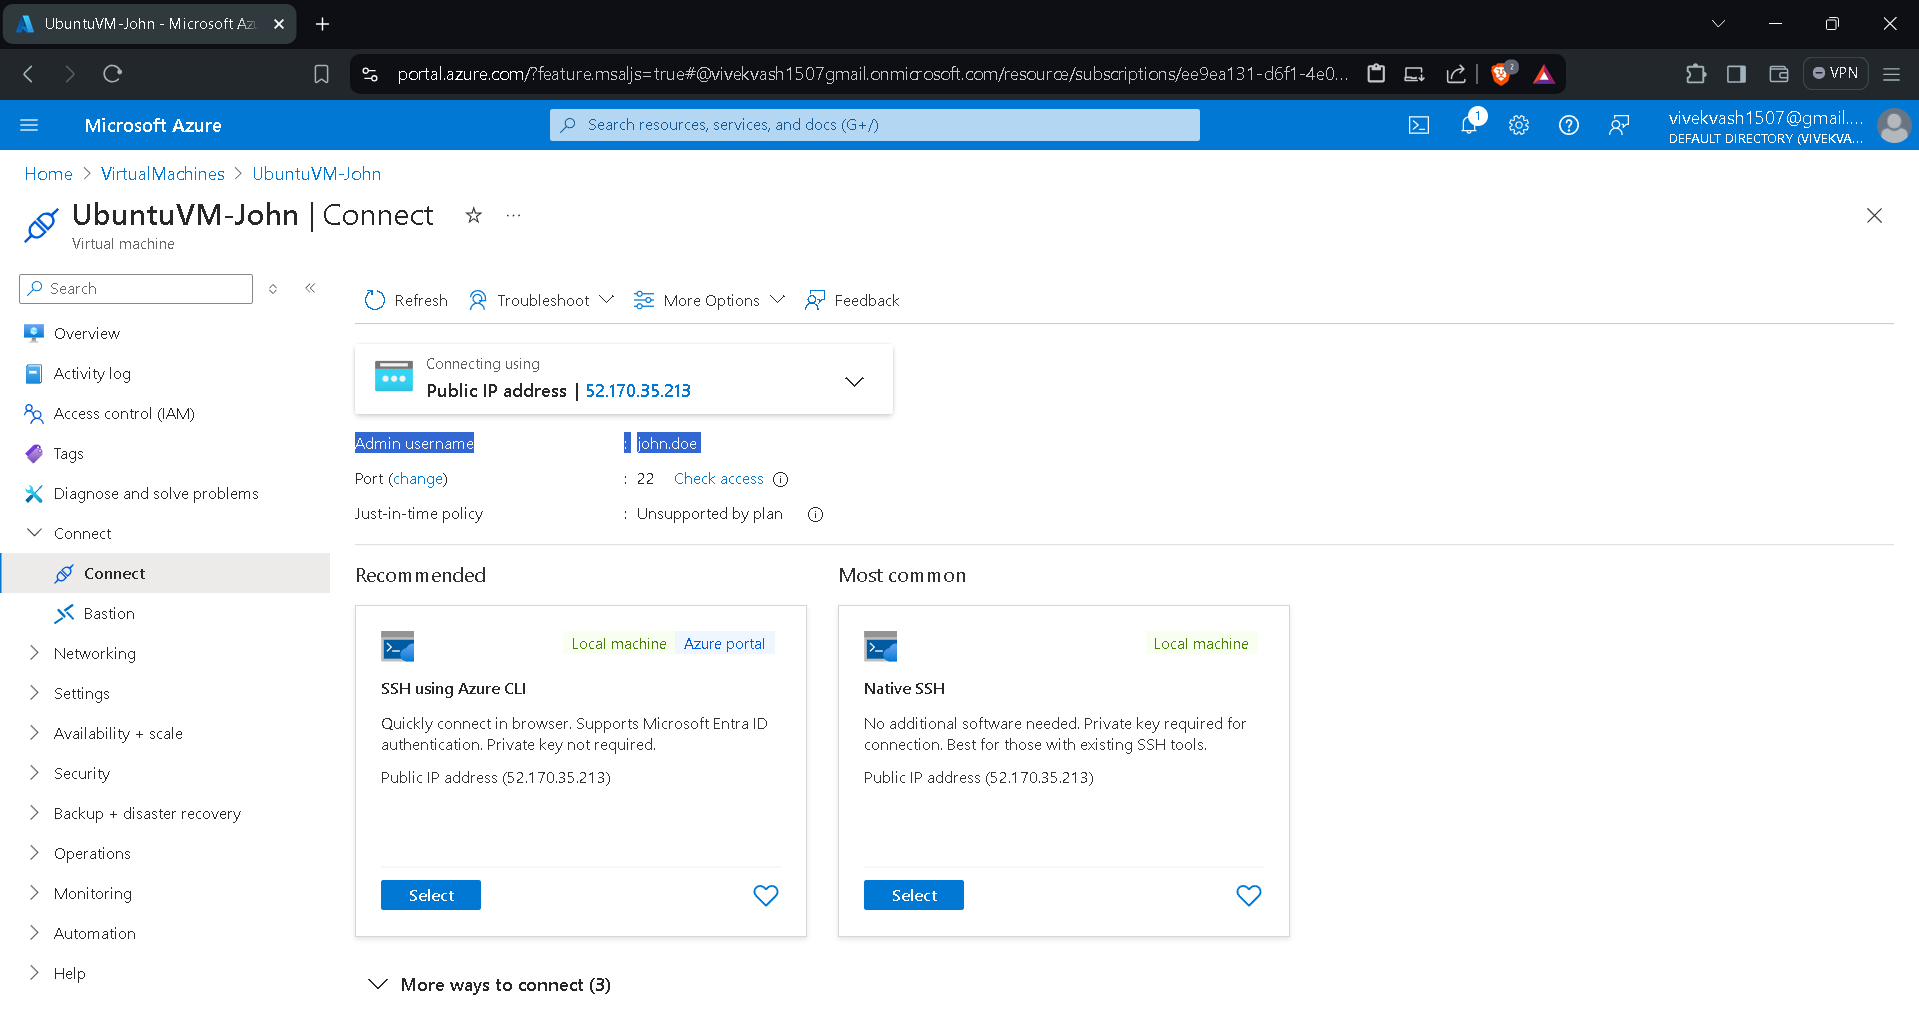 UbuntuVM-John - Microsoft Az
portal.azure.com/?feature.msaljs=true#@vivekvash1507gmail.onmicrosoft.com/resource/subscriptions/ee9ea131-d6f1-4e0...
2
VPN
Microsoft Azure
Search resources, services, and docs (G+/)
1
vivekvash1507@gmail....
DEFAULT DIRECTORY (VIVEKVA...
Home > VirtualMachines > UbuntuVM-John
UbuntuVM-John | Connect
Virtual machine
Search
Overview
Activity log
Access control (IAM)
Tags
Diagnose and solve problems
Connect
Connect
Bastion
Networking
Settings
Availability + scale
Security
Backup + disaster recovery
Operations
Monitoring
Automation
Help
Refresh
Troubleshoot
More Options
Feedback
Connecting using
Public IP address | 52.170.35.213
Admin username : john.doe
Port (change) : 22 Check access
Just-in-time policy : Unsupported by plan
Recommended
Local machine
Azure portal
SSH using Azure CLI
Quickly connect in browser. Supports Microsoft Entra ID
authentication. Private key not required.
Public IP address (52.170.35.213)
Select
Most common
Local machine
Native SSH
No additional software needed. Private key required for
connection. Best for those with existing SSH tools.
Public IP address (52.170.35.213)
Select
More ways to connect (3)